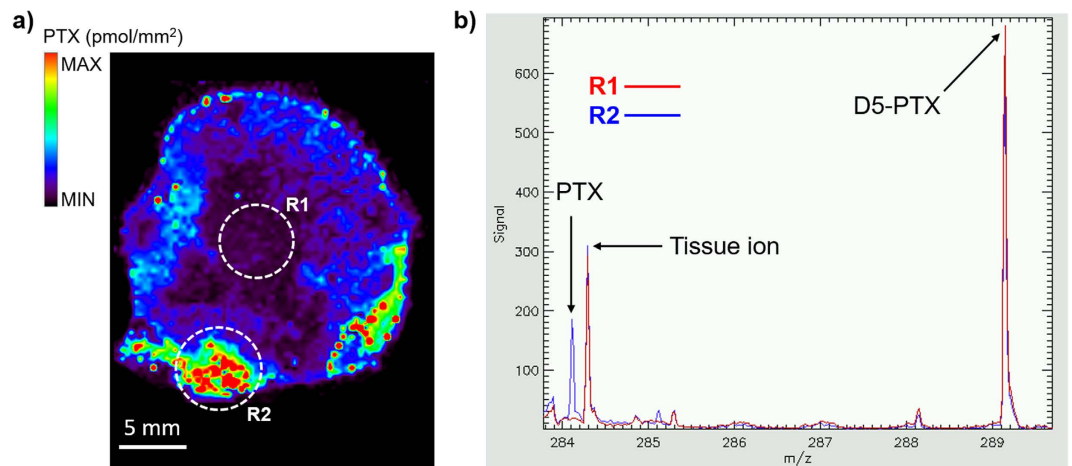 a)
PTX (pmol/mm²)
MAX
MIN
R1
R2
5 mm
b)
600
500
400
300
200
100
Signal
R1
R2
D5-PTX
PTX
Tissue ion
284
285
286
287
288
289
m/z